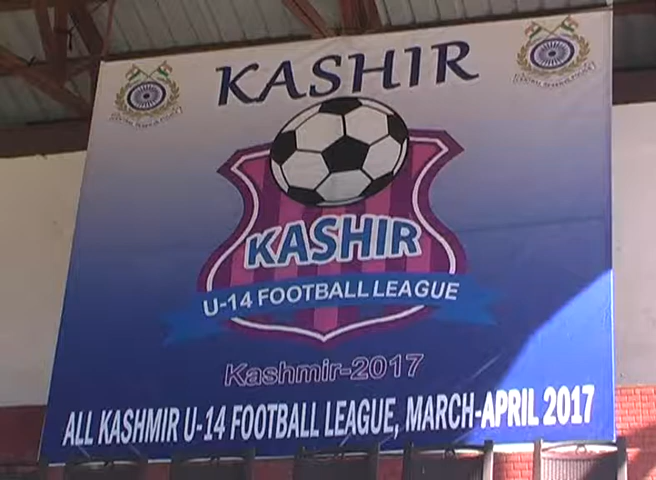 KASHIR
KASHIR
U-14 FOOTBALL LEAGUE
Kashmir-2017
ALL KASHMIR U-14 FOOTBALL LEAGUE, MARCH-APRIL 2017